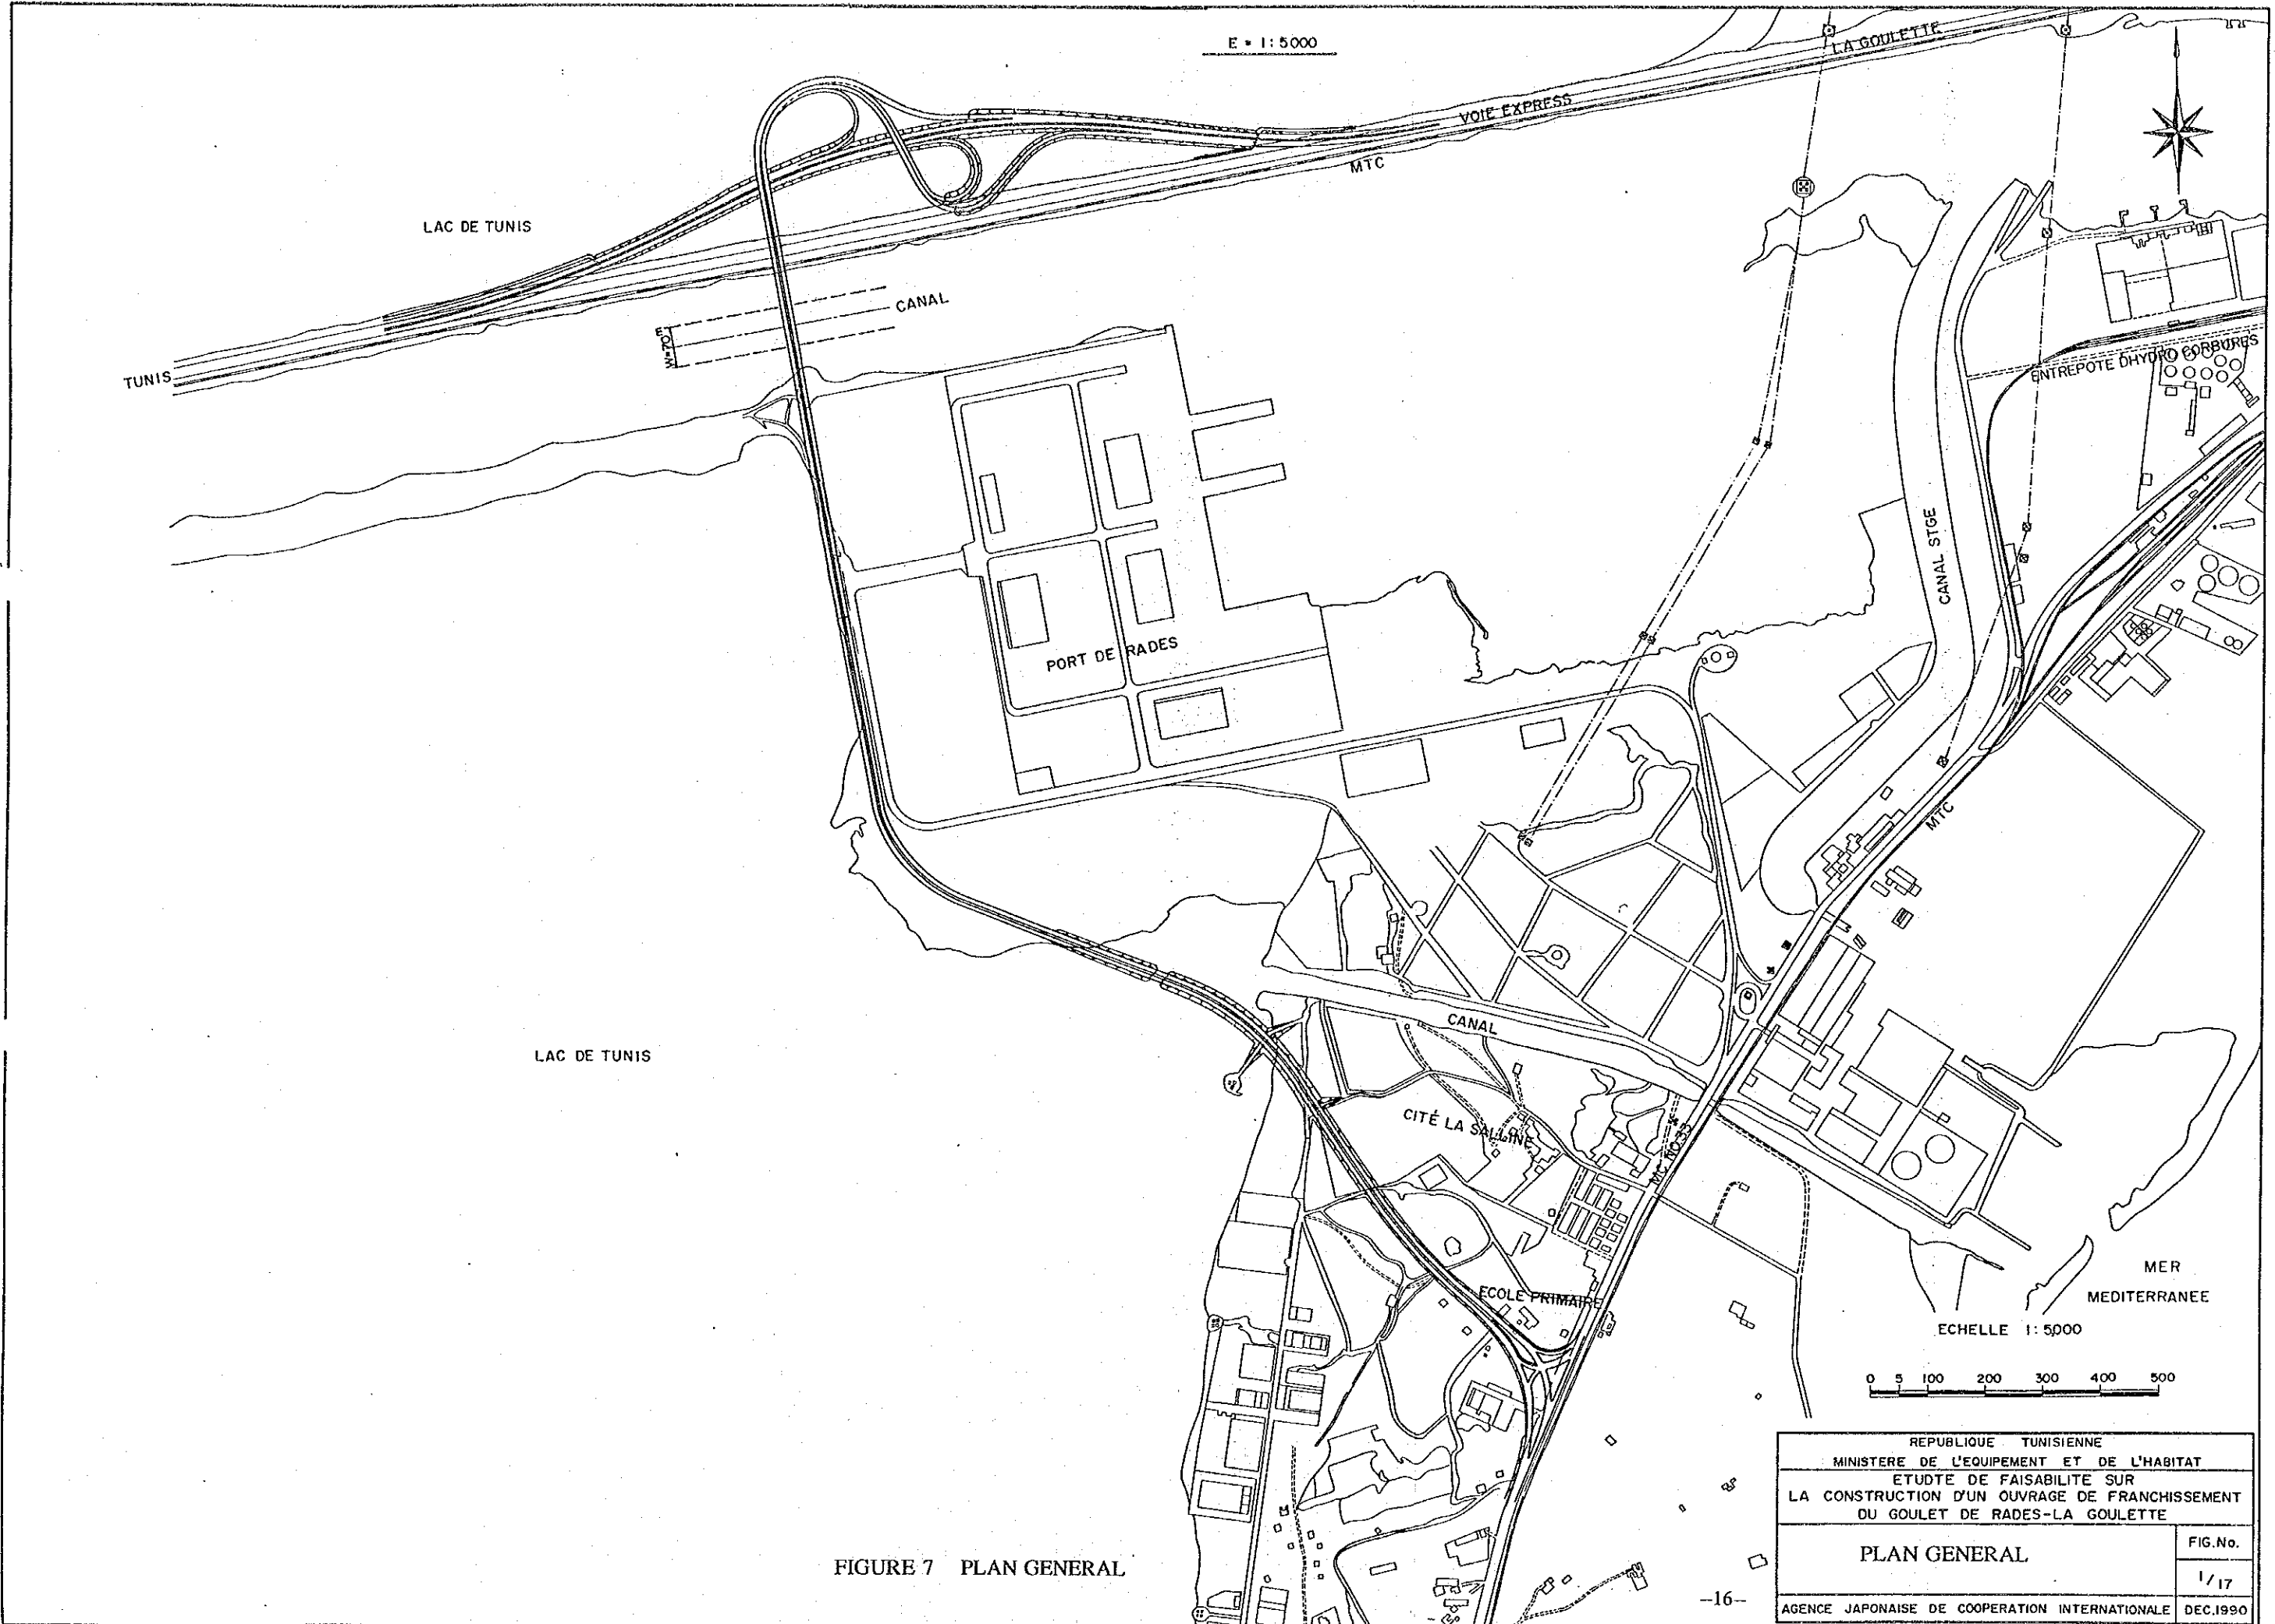 E = 1:5000
LA GOULETTE
VOIE EXPRESS
MTC
LAC DE TUNIS
CANAL
W=70M
TUNIS
ENTREPOTE DHYDRO CORBURES
CANAL STGE
PORT DE RADES
MTC
CANAL
LAC DE TUNIS
CITÉ LA SALLINE
MC NO.33
ECOLE PRIMAIRE
MER
MEDITERRANEE
ECHELLE 1:5000
0 5 100 200 300 400 500
REPUBLIQUE TUNISIENNE
MINISTERE DE L'EQUIPEMENT ET DE L'HABITAT
ETUDTE DE FAISABILITE SUR
LA CONSTRUCTION D'UN OUVRAGE DE FRANCHISSEMENT
DU GOULET DE RADES-LA GOULETTE
PLAN GENERAL
FIG.No.
1/17
AGENCE JAPONAISE DE COOPERATION INTERNATIONALE DEC.1990
FIGURE 7 PLAN GENERAL
-16-